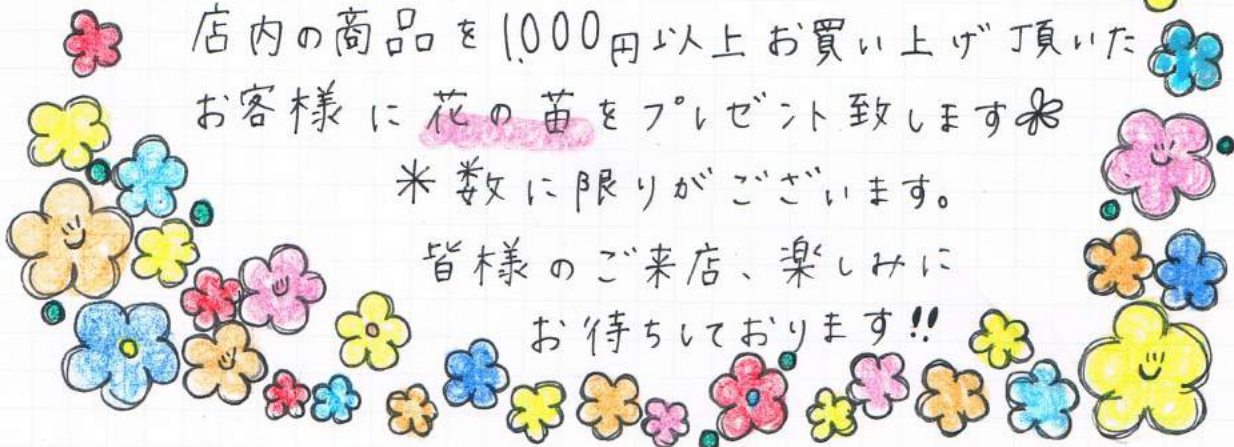 店内の商品を1,000円以上お買い上げ頂いた
お客様に花の苗をプレゼント致します
*数に限りがございます。
皆様のご来店、楽しみに
お待ちしております!!